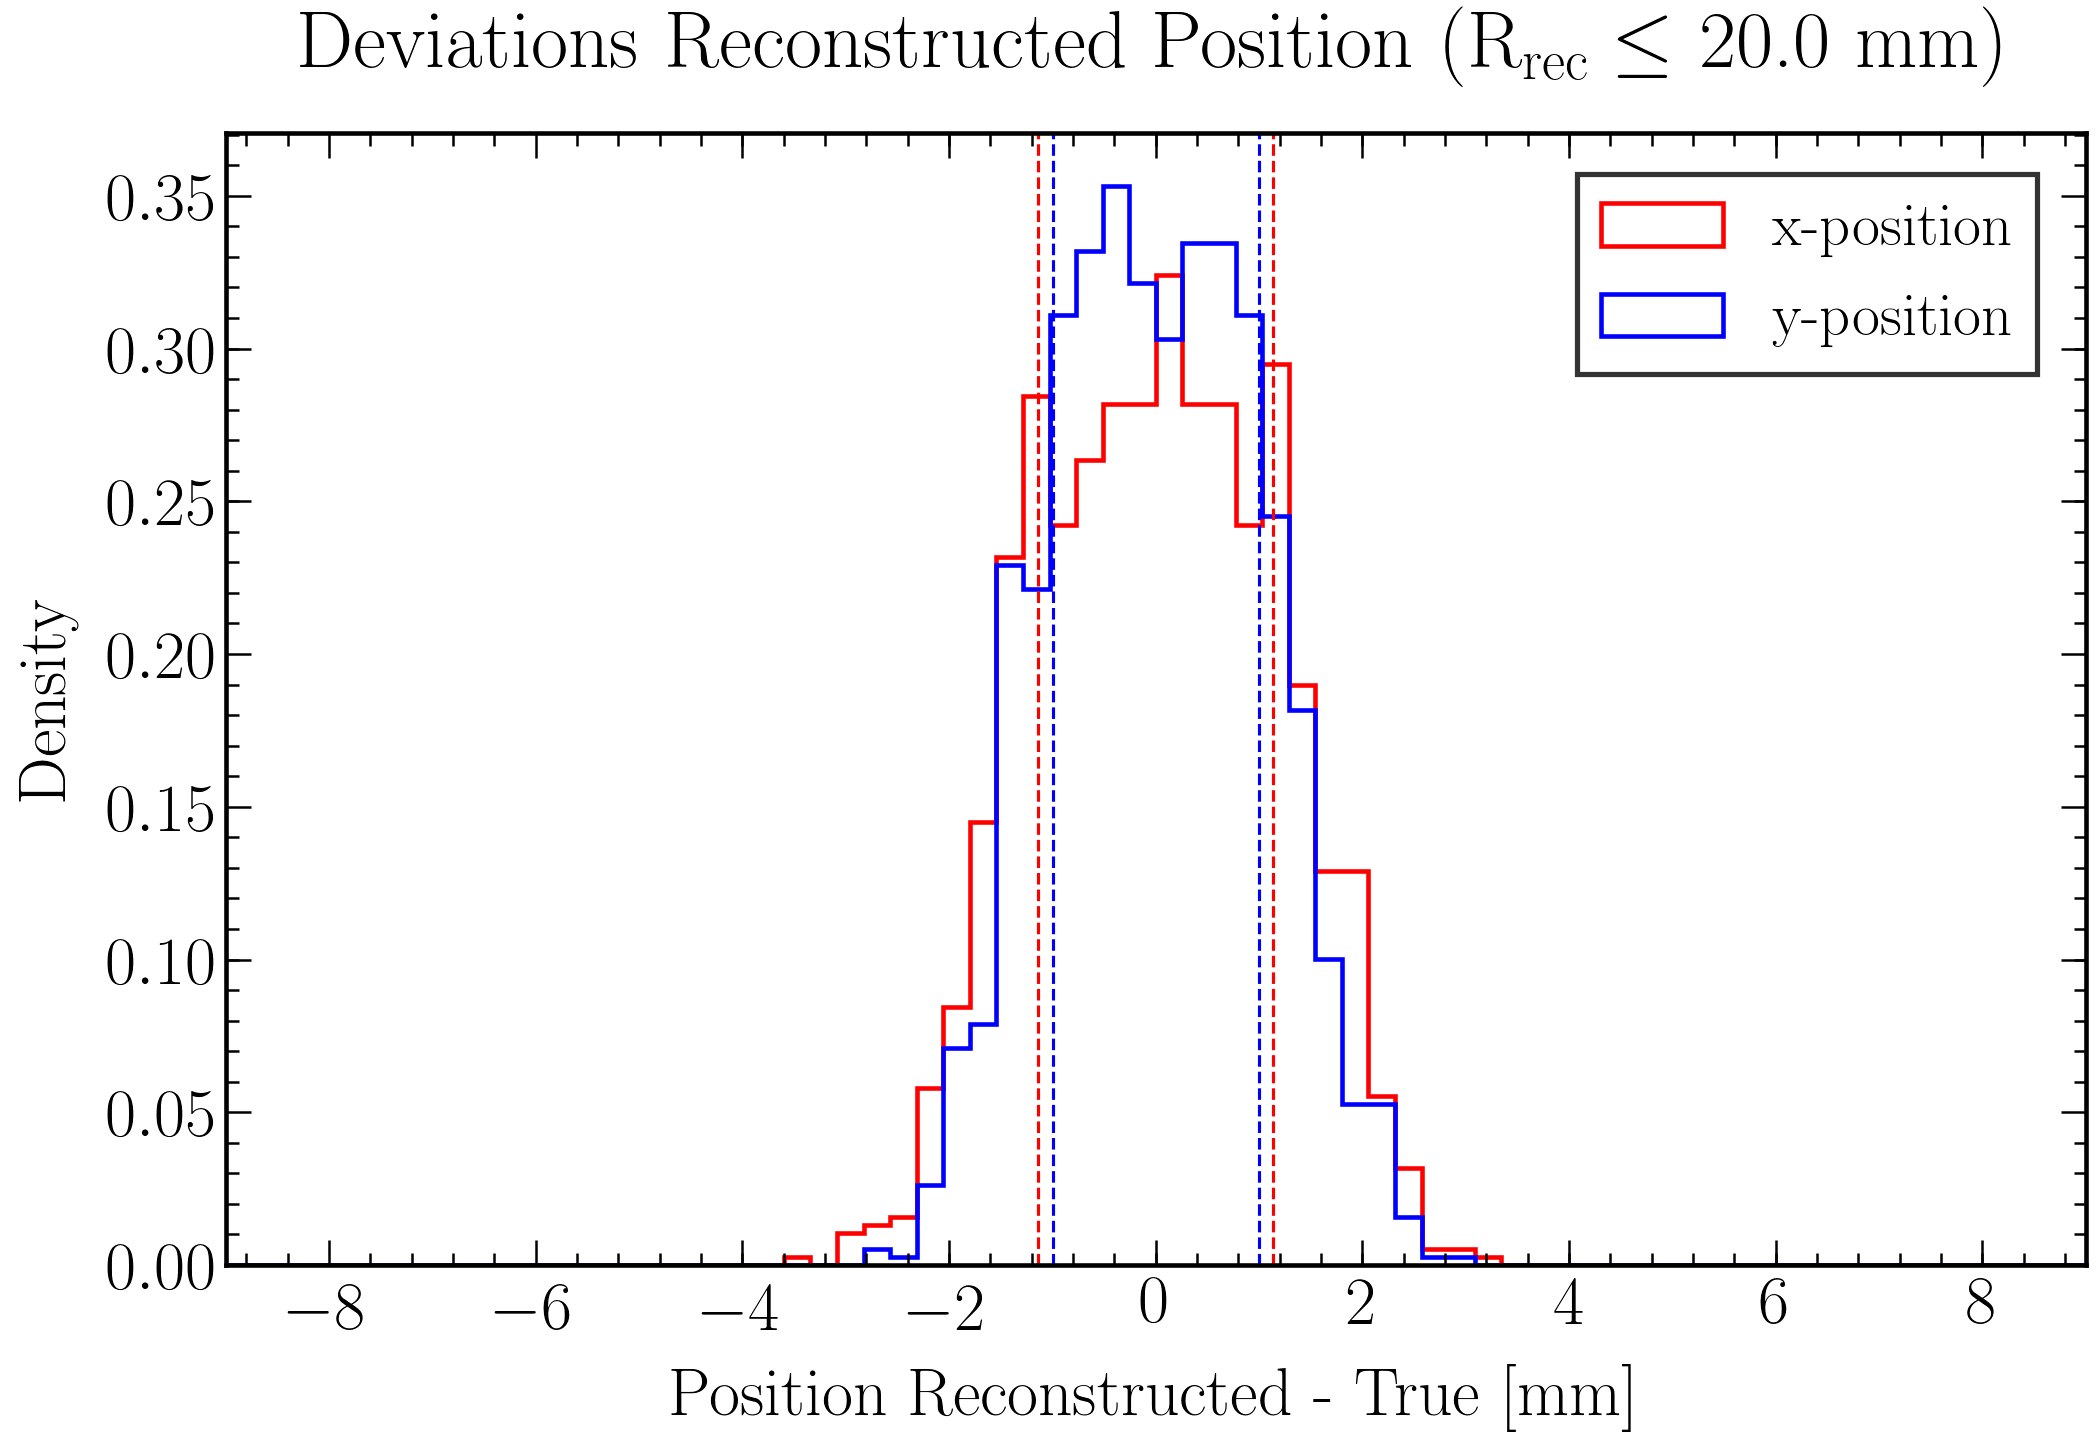 Deviations Reconstructed Position (R_rec ≤ 20.0 mm)
x-position
y-position
Density
0.35
0.30
0.25
0.20
0.15
0.10
0.05
0.00
−8 −6 −4 −2 0 2 4 6 8
Position Reconstructed - True [mm]